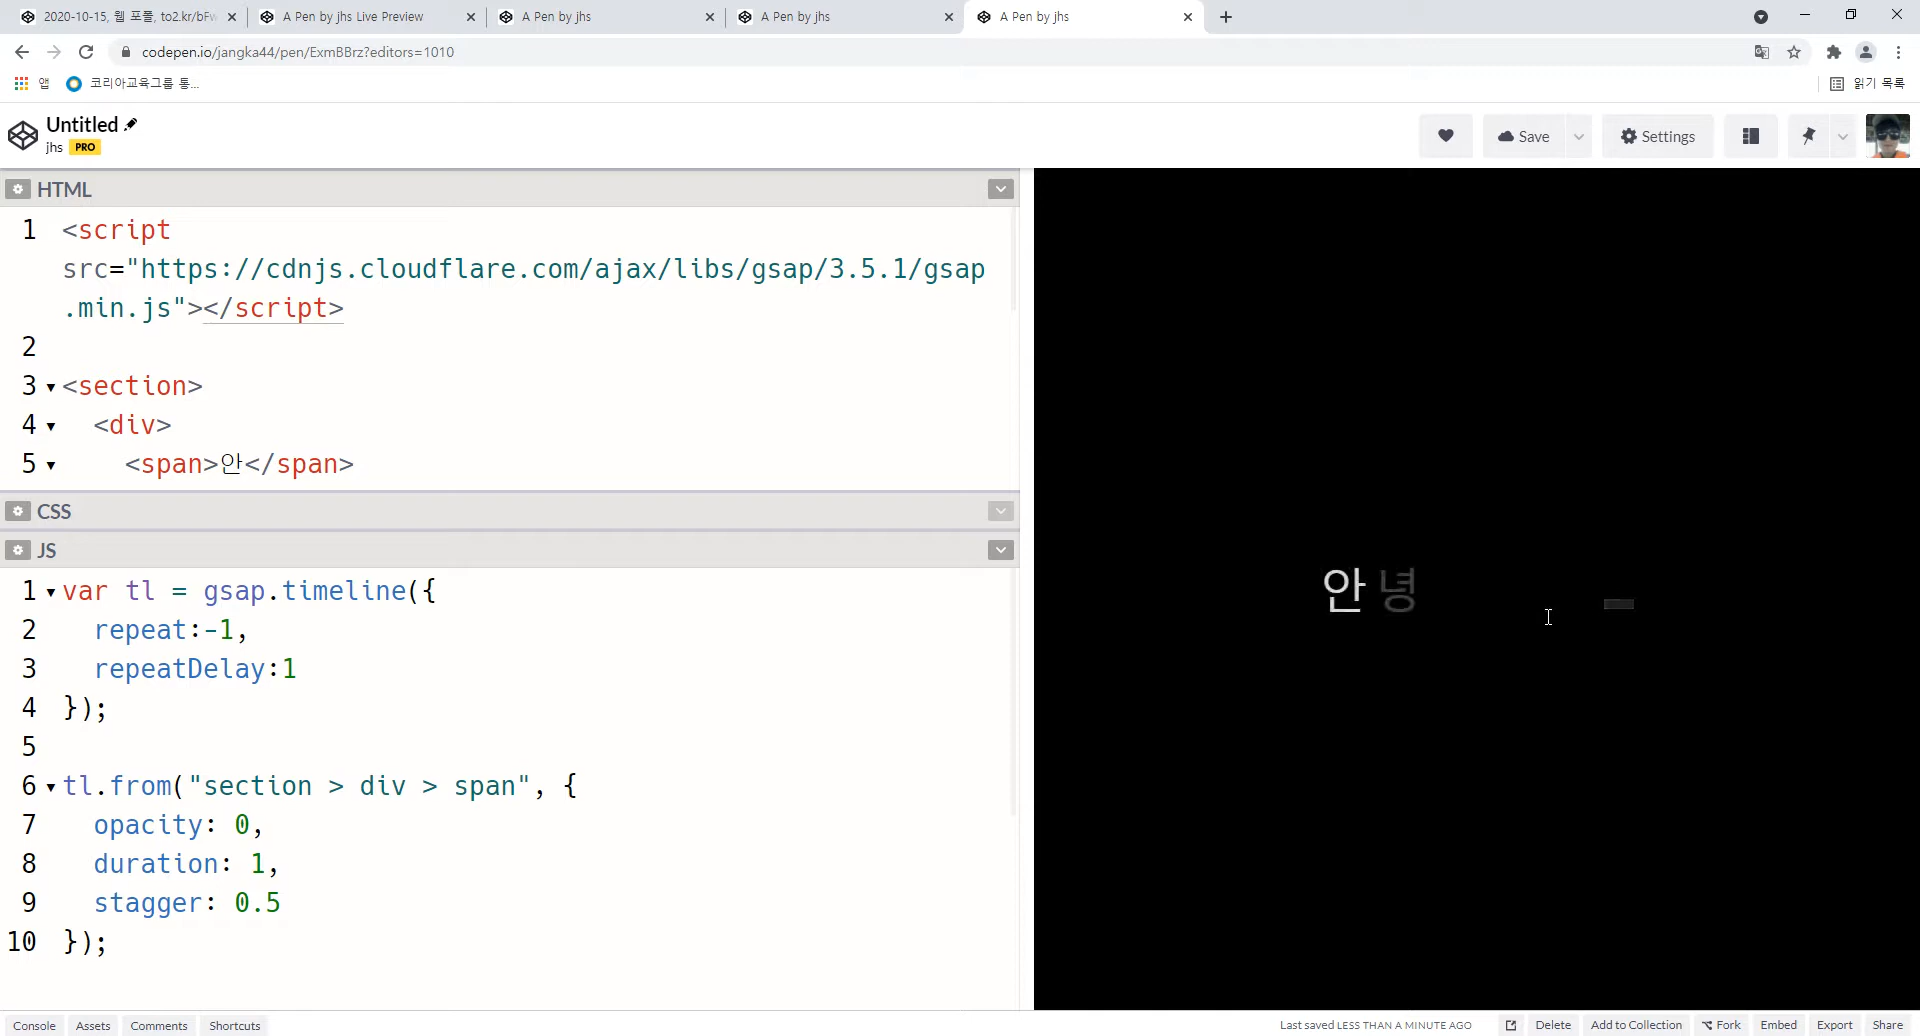 2020-10-15, 웹 포폴, to2.kr/bFw
A Pen by jhs Live Preview
A Pen by jhs
A Pen by jhs
A Pen by jhs
codepen.io/jangka44/pen/ExmBBrz?editors=1010
앱
코리아교육그룹 통...
읽기 목록
Untitled
jhs PRO
Save
Settings
HTML
1 <script
src="https://cdnjs.cloudflare.com/ajax/libs/gsap/3.5.1/gsap
.min.js"></script>
2
3 <section>
4 <div>
5 <span>안</span>
CSS
JS
1 var tl = gsap.timeline({
2 repeat:-1,
3 repeatDelay:1
4 });
5
6 tl.from("section > div > span", {
7 opacity: 0,
8 duration: 1,
9 stagger: 0.5
10 });
안녕
Console Assets Comments Shortcuts
Last saved LESS THAN A MINUTE AGO
Delete Add to Collection Fork Embed Export Share